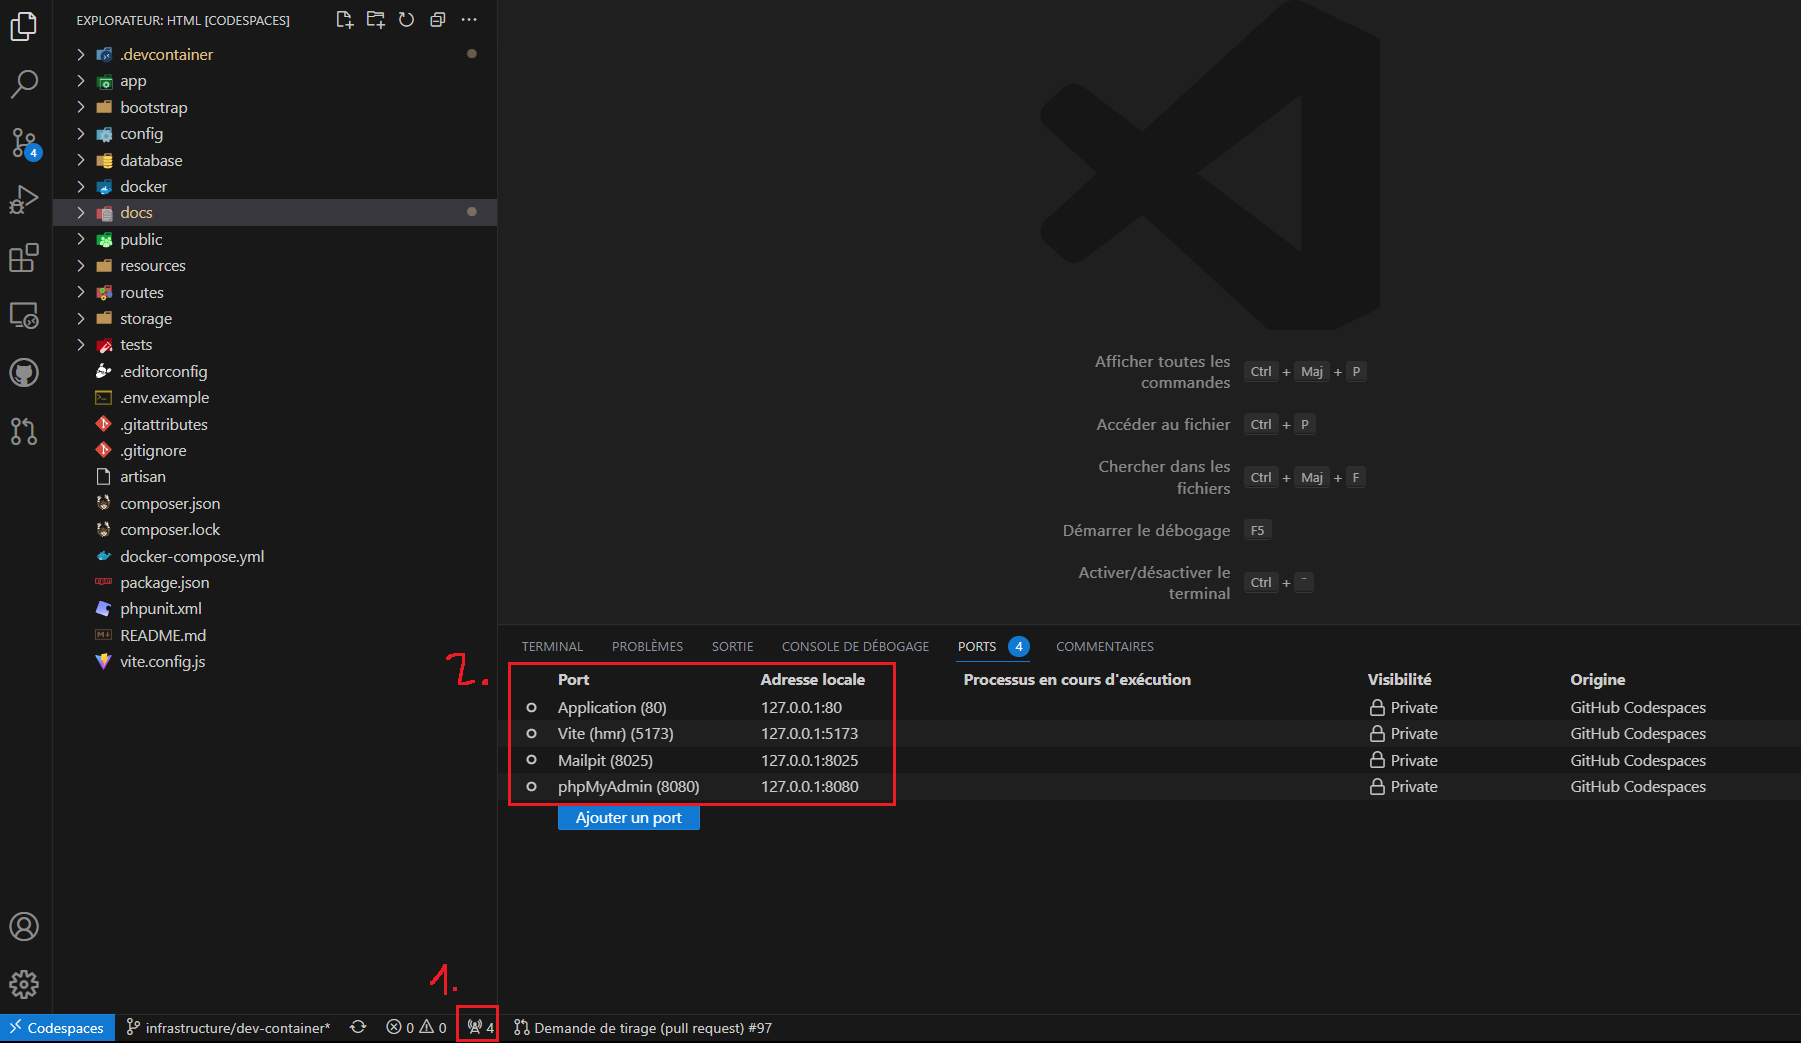 EXPLORATEUR: HTML [CODESPACES]
.devcontainer
app
bootstrap
config
database
docker
docs
public
resources
routes
storage
tests
.editorconfig
.env.example
.gitattributes
.gitignore
artisan
composer.json
composer.lock
docker-compose.yml
package.json
phpunit.xml
README.md
vite.config.js
4
Afficher toutes les
commandes
Ctrl + Maj + P
Accéder au fichier Ctrl + P
Chercher dans les
fichiers
Ctrl + Maj + F
Démarrer le débogage F5
Activer/désactiver le
terminal
Ctrl + ¨
TERMINAL PROBLÈMES SORTIE CONSOLE DE DÉBOGAGE PORTS 4 COMMENTAIRES
2.
Port Adresse locale Processus en cours d'exécution Visibilité Origine
Application (80) 127.0.0.1:80 Private GitHub Codespaces
Vite (hmr) (5173) 127.0.0.1:5173 Private GitHub Codespaces
Mailpit (8025) 127.0.0.1:8025 Private GitHub Codespaces
phpMyAdmin (8080) 127.0.0.1:8080 Private GitHub Codespaces
Ajouter un port
1.
Codespaces infrastructure/dev-container* 0 0 4 Demande de tirage (pull request) #97